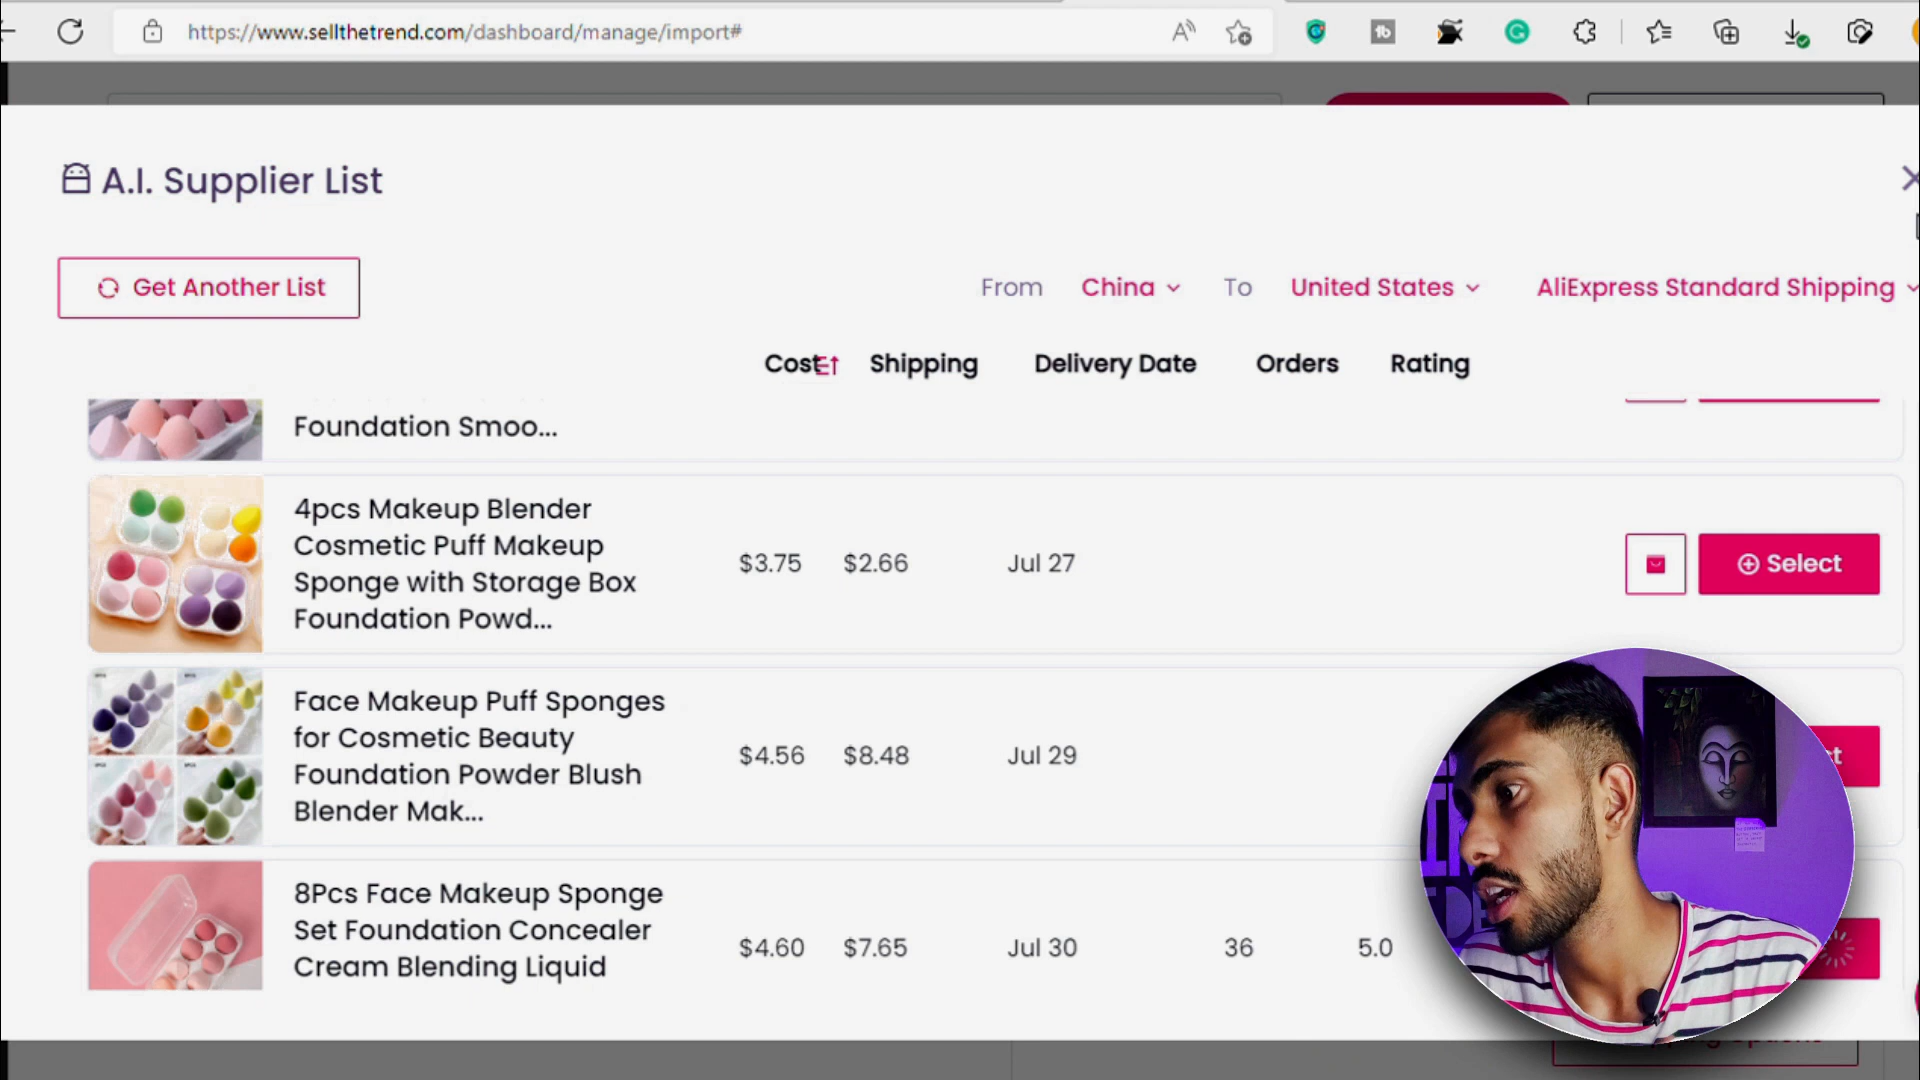 https://www.sellthetrend.com/dashboard/manage/import#
A.I. Supplier List
Get Another List
From China To United States AliExpress Standard Shipping
Cost Shipping Delivery Date Orders Rating
Foundation Smoo...
4pcs Makeup Blender
Cosmetic Puff Makeup
Sponge with Storage Box
Foundation Powd...
$3.75 $2.66 Jul 27
Select
Face Makeup Puff Sponges
for Cosmetic Beauty
Foundation Powder Blush
Blender Mak...
$4.56 $8.48 Jul 29
8Pcs Face Makeup Sponge
Set Foundation Concealer
Cream Blending Liquid
$4.60 $7.65 Jul 30 36 5.0